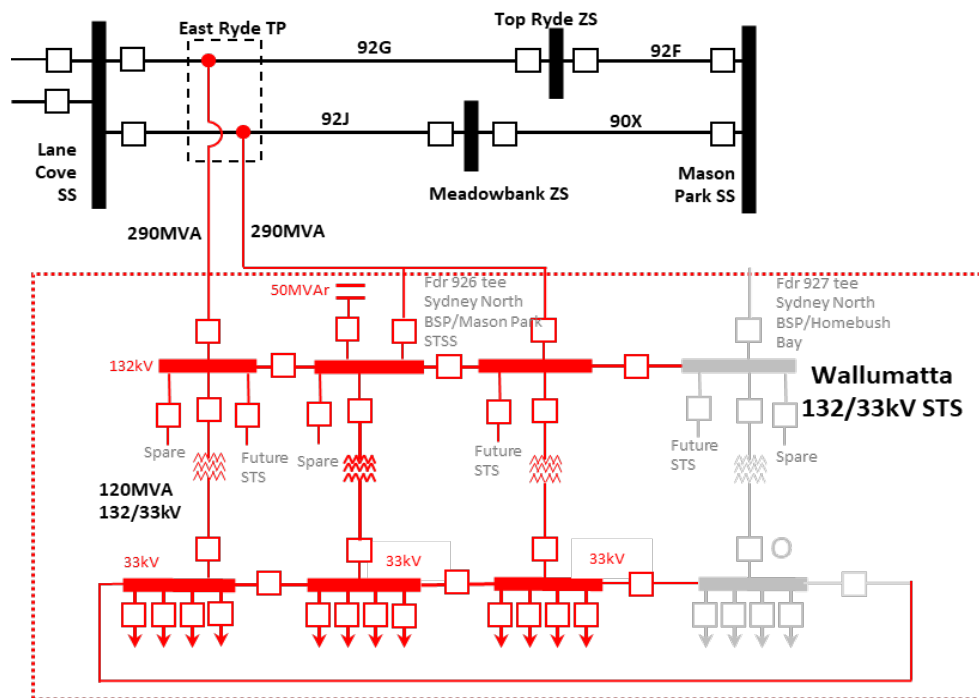 East Ryde TP
Top Ryde ZS
92G
92F
92J
90X
Lane
Cove
SS
Meadowbank ZS
Mason
Park SS
290MVA
290MVA
50MVAr
Fdr 926 tee
Sydney North
BSP/Mason Park
STSS
Fdr 927 tee
Sydney North
BSP/Homebush
Bay
132kV
Wallumatta
132/33kV STS
Spare
Future
STS
Spare
Future
STS
Future
STS
Spare
120MVA
132/33kV
33kV
33kV
33kV
O